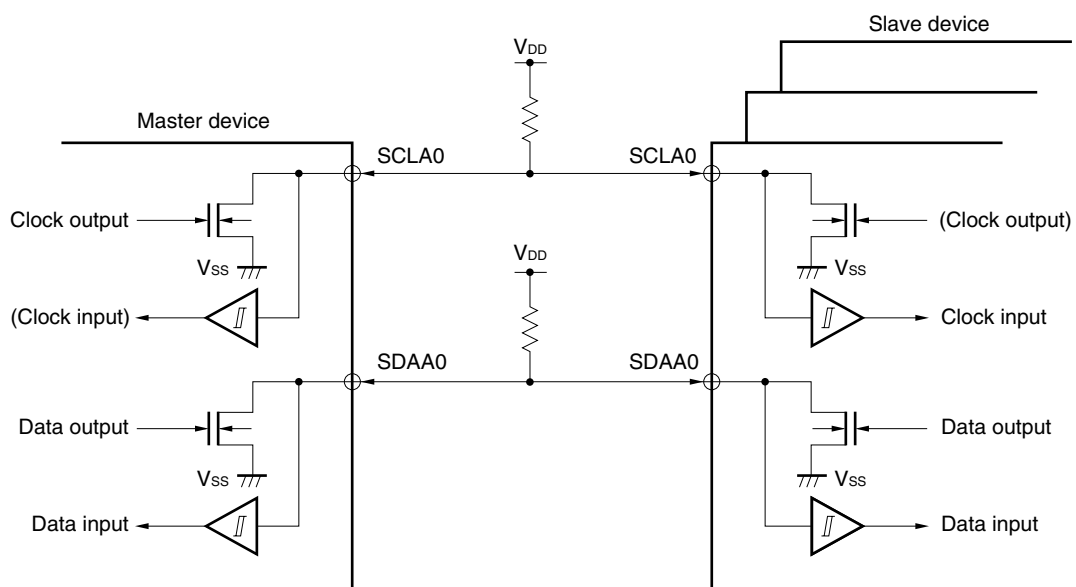 Slave device
VDD
Master device
SCLA0
SCLA0
Clock output
(Clock output)
VSS
VDD
VSS
(Clock input)
Clock input
SDAA0
SDAA0
Data output
Data output
VSS
VSS
Data input
Data input